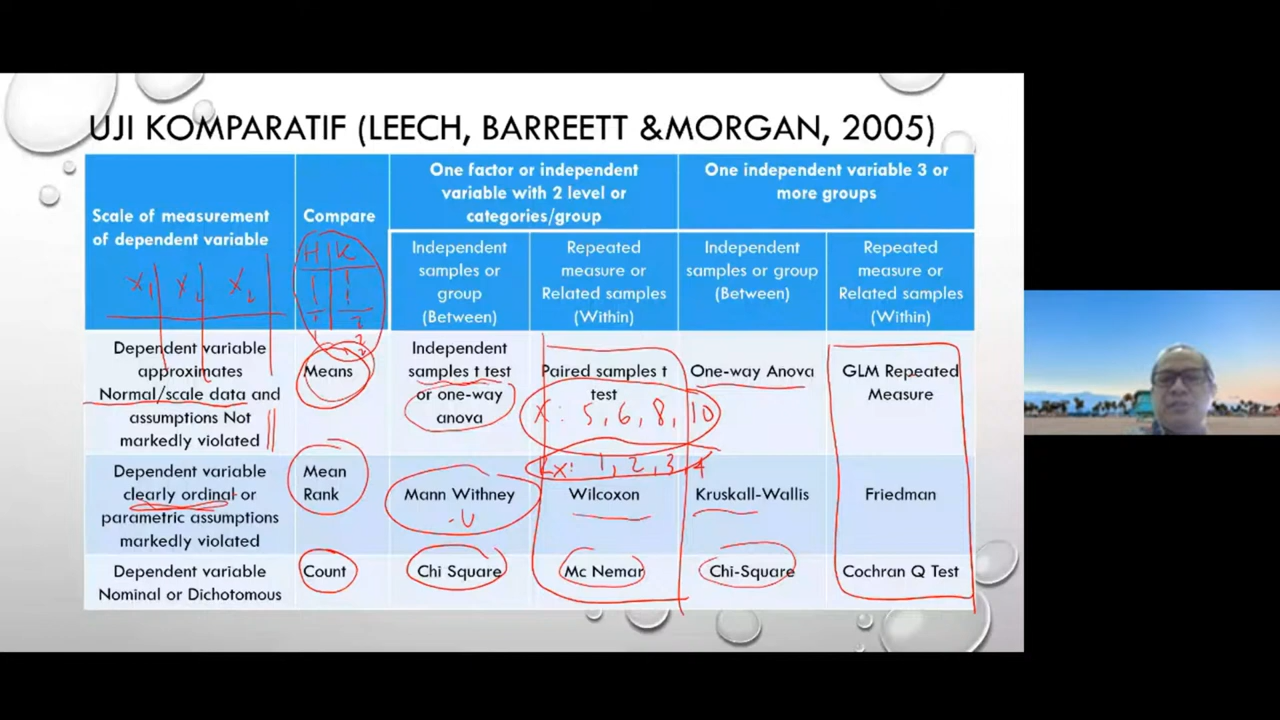 UJI KOMPARATIF (LEECH, BARREETT &MORGAN, 2005)
Scale of measurement
of dependent variable
Compare
One factor or independent
variable with 2 level or
categories/group
One independent variable 3 or
more groups
Independent
samples or
group
(Between)
Repeated
measure or
Related samples
(Within)
Independent
samples or group
(Between)
Repeated
measure or
Related samples
(Within)
H K
X1 X2
Dependent variable
approximates
Normal/scale data and
assumptions Not
markedly violated
Means
Independent
samples t test
or one-way
anova
Paired samples t
test
X: 5, 6, 8, 10
One-way Anova
GLM Repeated
Measure
Dependent variable
clearly ordinal or
parametric assumptions
markedly violated
Mean
Rank
Mann Withney
U
1, 2, 3, 4
Wilcoxon
Kruskall-Wallis
Friedman
Dependent variable
Nominal or Dichotomous
Count
Chi Square
Mc Nemar
Chi-Square
Cochran Q Test